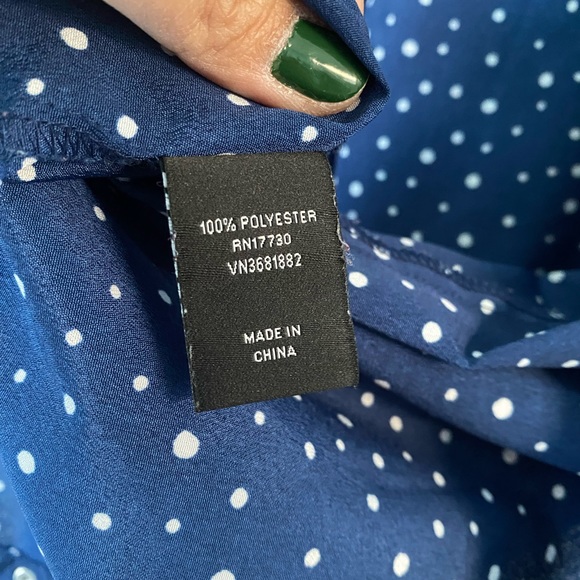 100% POLYESTER
RN17730
VN3681882
MADE IN
CHINA